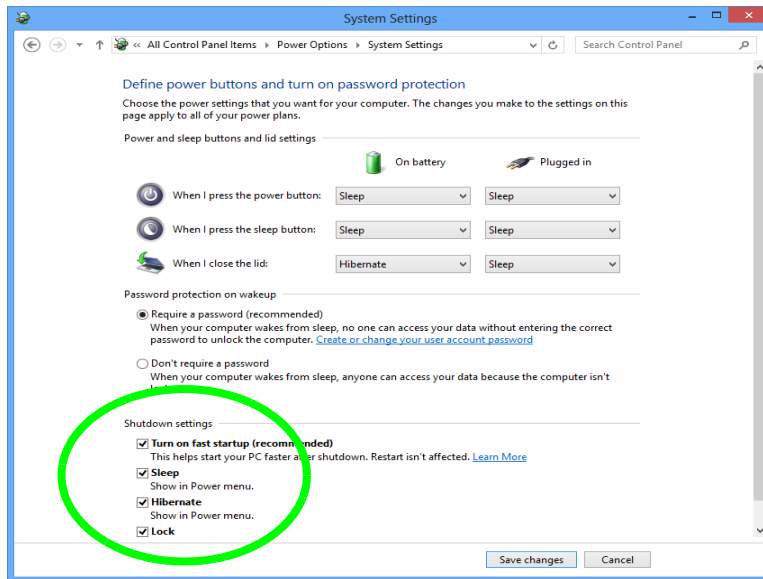 System Settings
« All Control Panel Items Power Options System Settings Search Control Panel
Define power buttons and turn on password protection
Choose the power settings that you want for your computer. The changes you make to the settings on this
page apply to all of your power plans.
Power and sleep buttons and lid settings
On battery Plugged in
When I press the power button: Sleep Sleep
When I press the sleep button: Sleep Sleep
When I close the lid: Hibernate Sleep
Password protection on wakeup
Require a password (recommended)
When your computer wakes from sleep, no one can access your data without entering the correct
password to unlock the computer. Create or change your user account password
Don't require a password
When your computer wakes from sleep, anyone can access your data because the computer isn't
Shutdown settings
Turn on fast startup (recommended)
This helps start your PC faster after shutdown. Restart isn't affected. Learn More
Sleep
Show in Power menu.
Hibernate
Show in Power menu.
Lock
Save changes Cancel